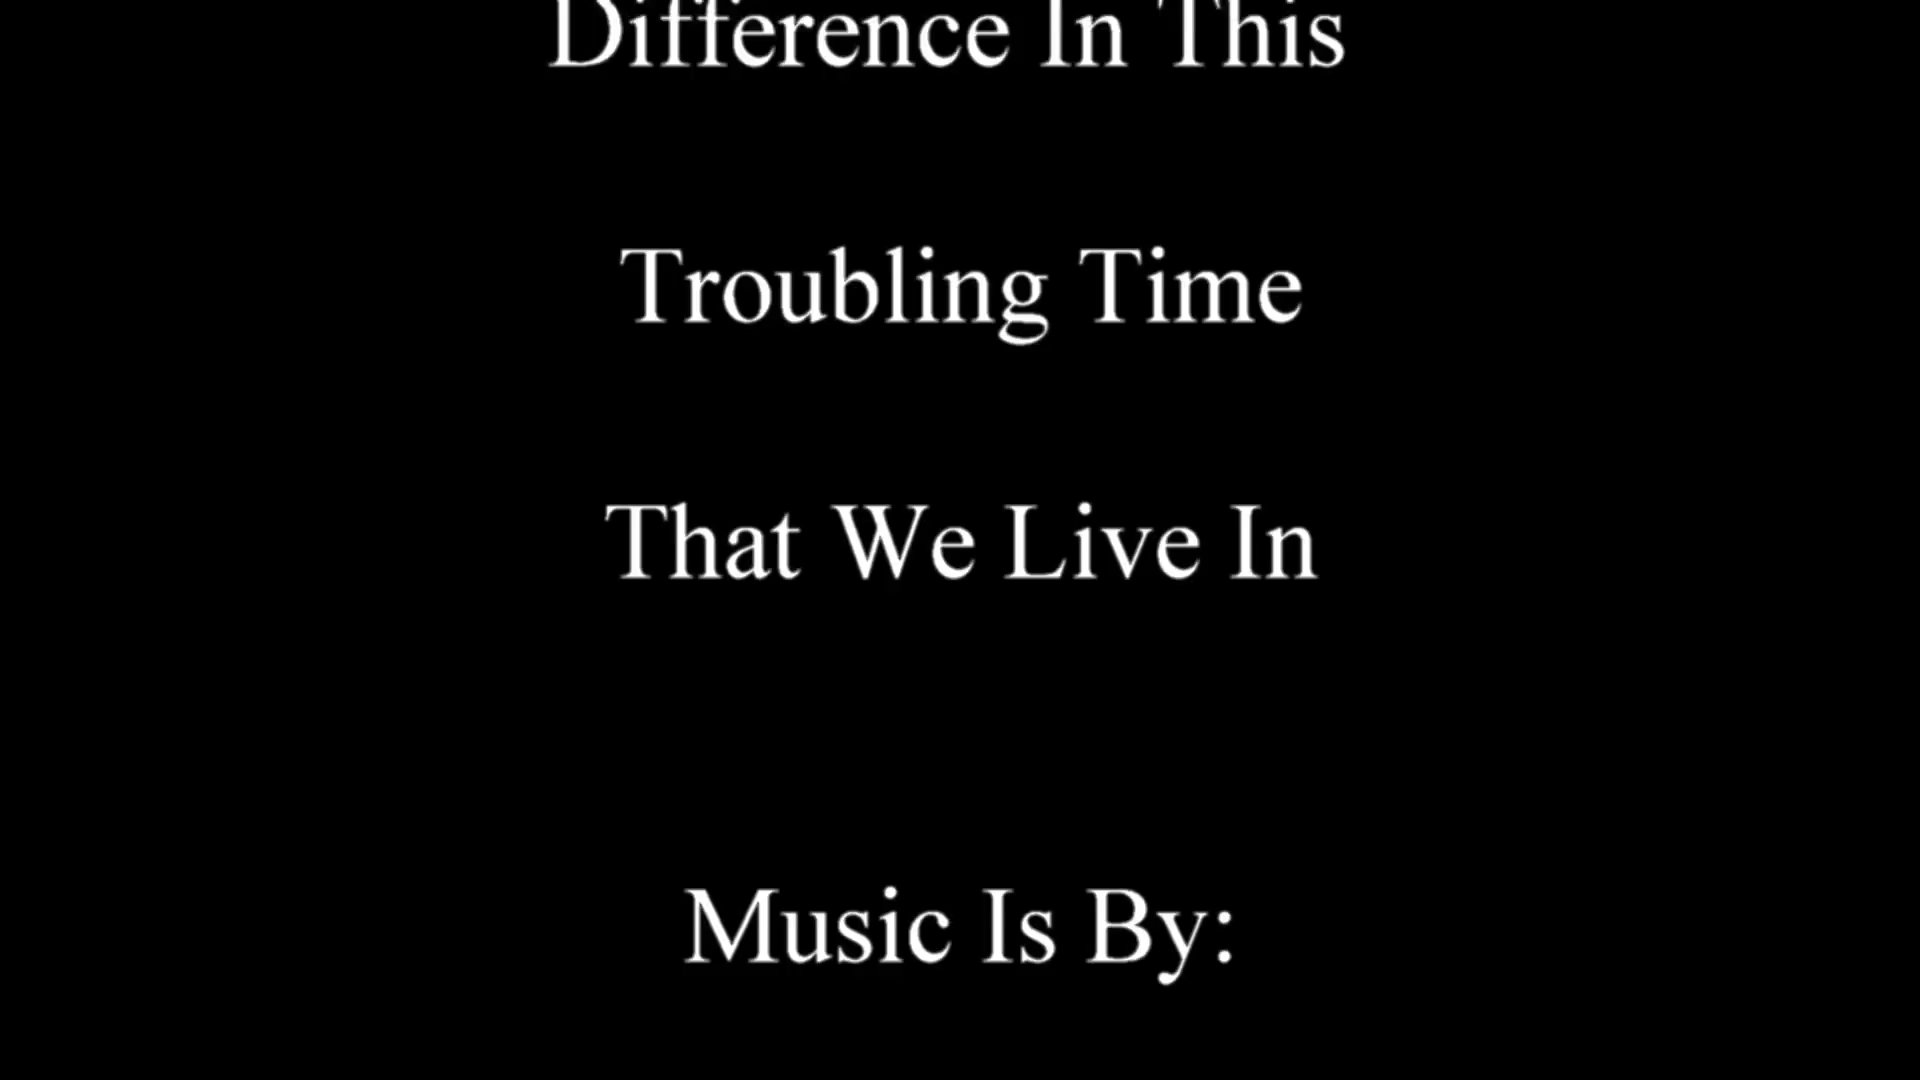 Difference In This
Troubling Time
That We Live In
Music Is By: